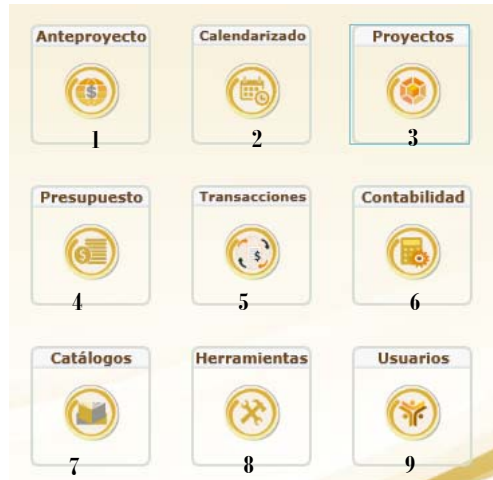 Anteproyecto Calendarizado Proyectos
1 2 3
Presupuesto Transacciones Contabilidad
4 5 6
Catálogos Herramientas Usuarios
7 8 9